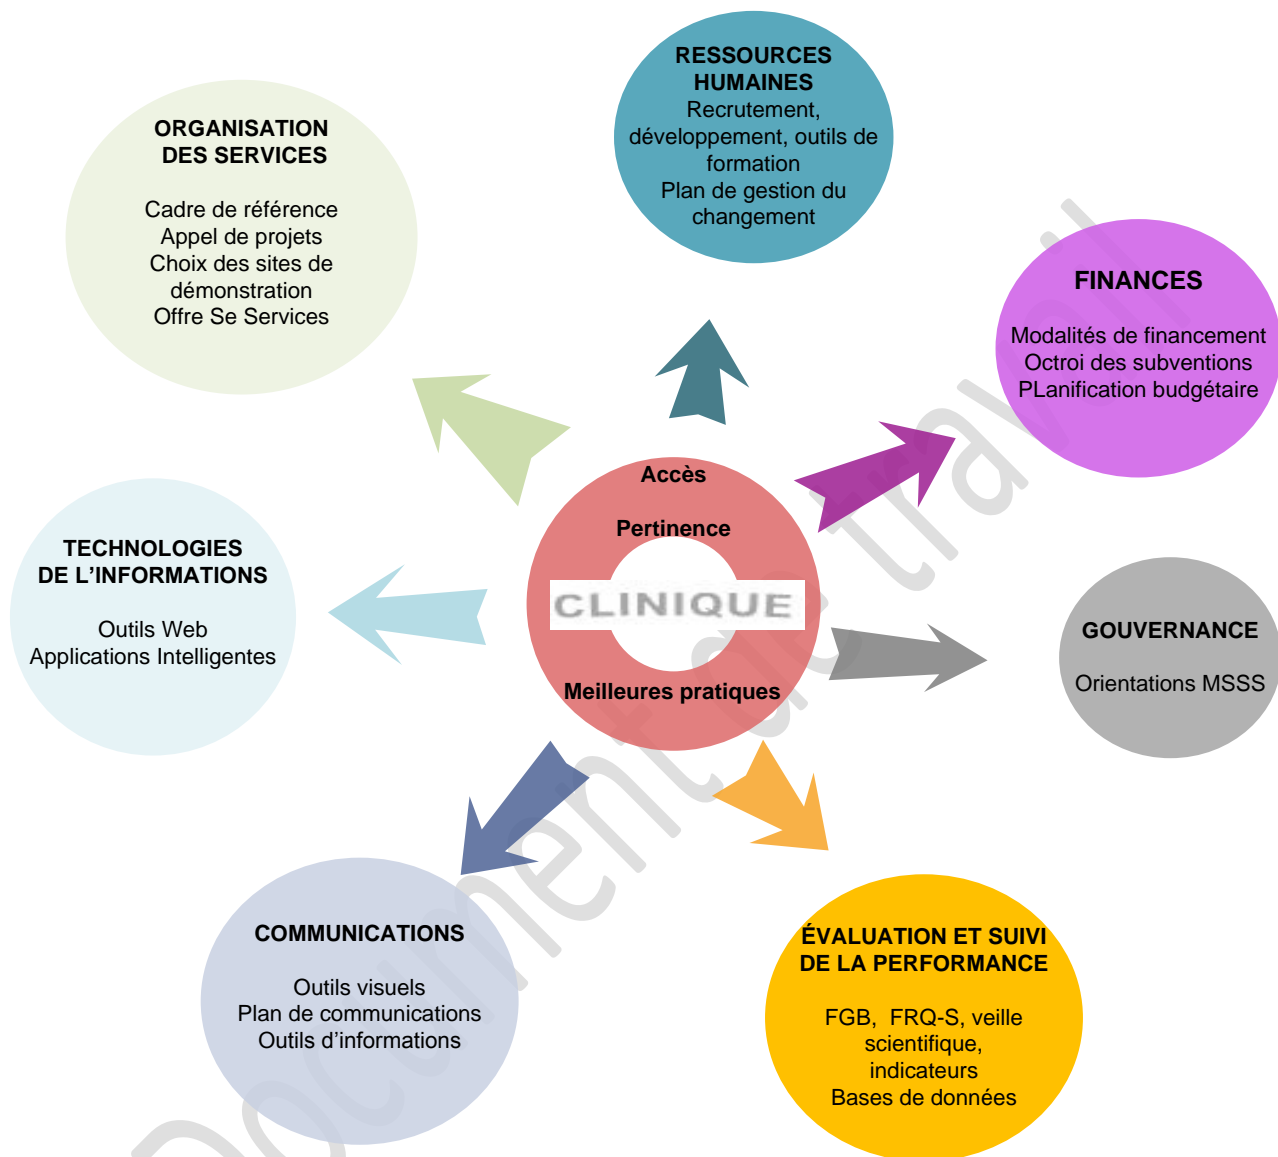 RESSOURCES
HUMAINES
Recrutement,
développement, outils de
formation
Plan de gestion du
changement
ORGANISATION
DES SERVICES
Cadre de référence
Appel de projets
Choix des sites de
démonstration
Offre Se Services
FINANCES
Modalités de financement
Octroi des subventions
PLanification budgétaire
Accès
Pertinence
CLINIQUE
Meilleures pratiques
TECHNOLOGIES
DE L’INFORMATIONS
Outils Web
Applications Intelligentes
GOUVERNANCE
Orientations MSSS
COMMUNICATIONS
Outils visuels
Plan de communications
Outils d’informations
ÉVALUATION ET SUIVI
DE LA PERFORMANCE
FGB, FRQ-S, veille
scientifique,
indicateurs
Bases de données
Document de travail